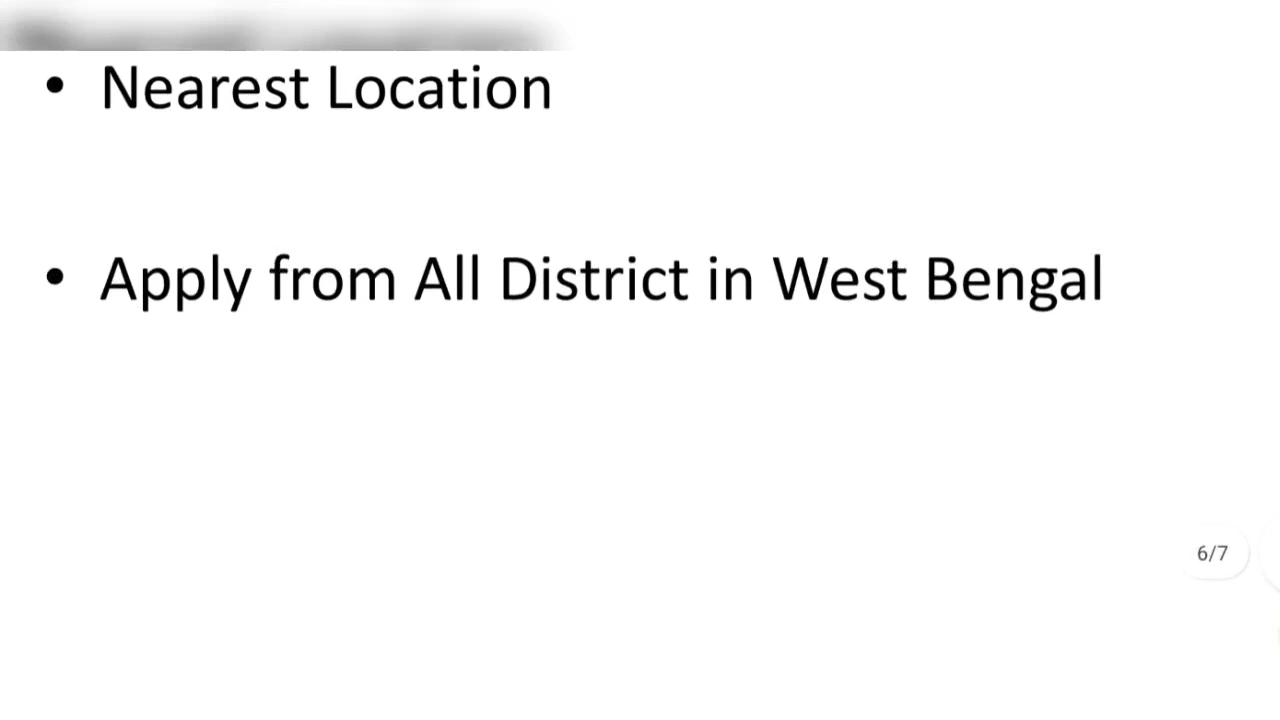 • Nearest Location
• Apply from All District in West Bengal
6/7